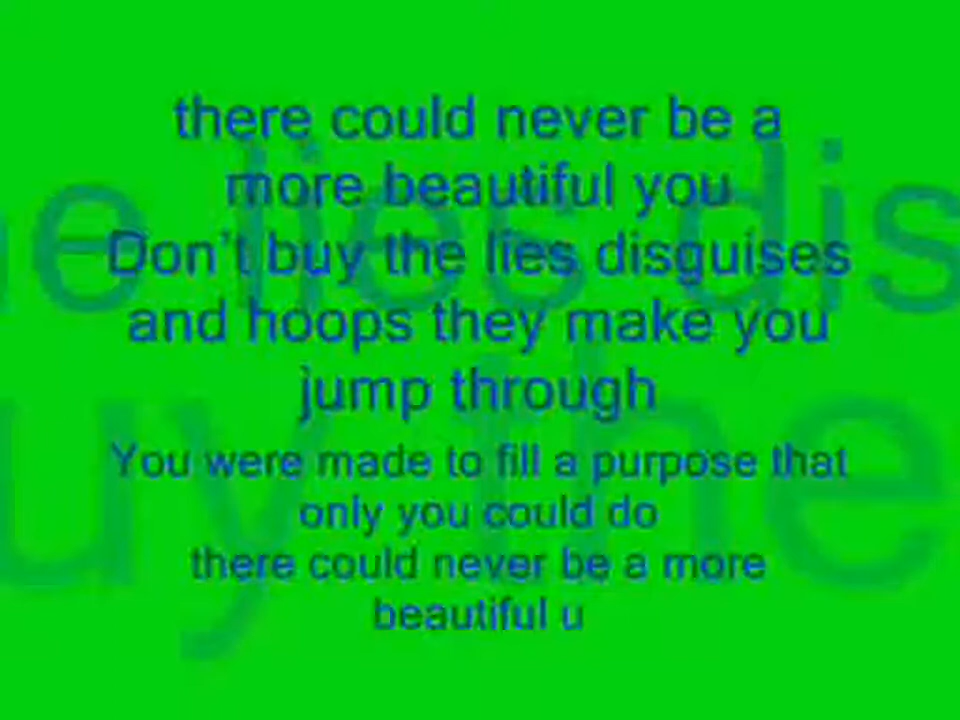 there could never be a
more beautiful you
Don't buy the lies disguises
and hoops they make you
jump through
You were made to fill a purpose that
only you could do
there could never be a more
beautiful u